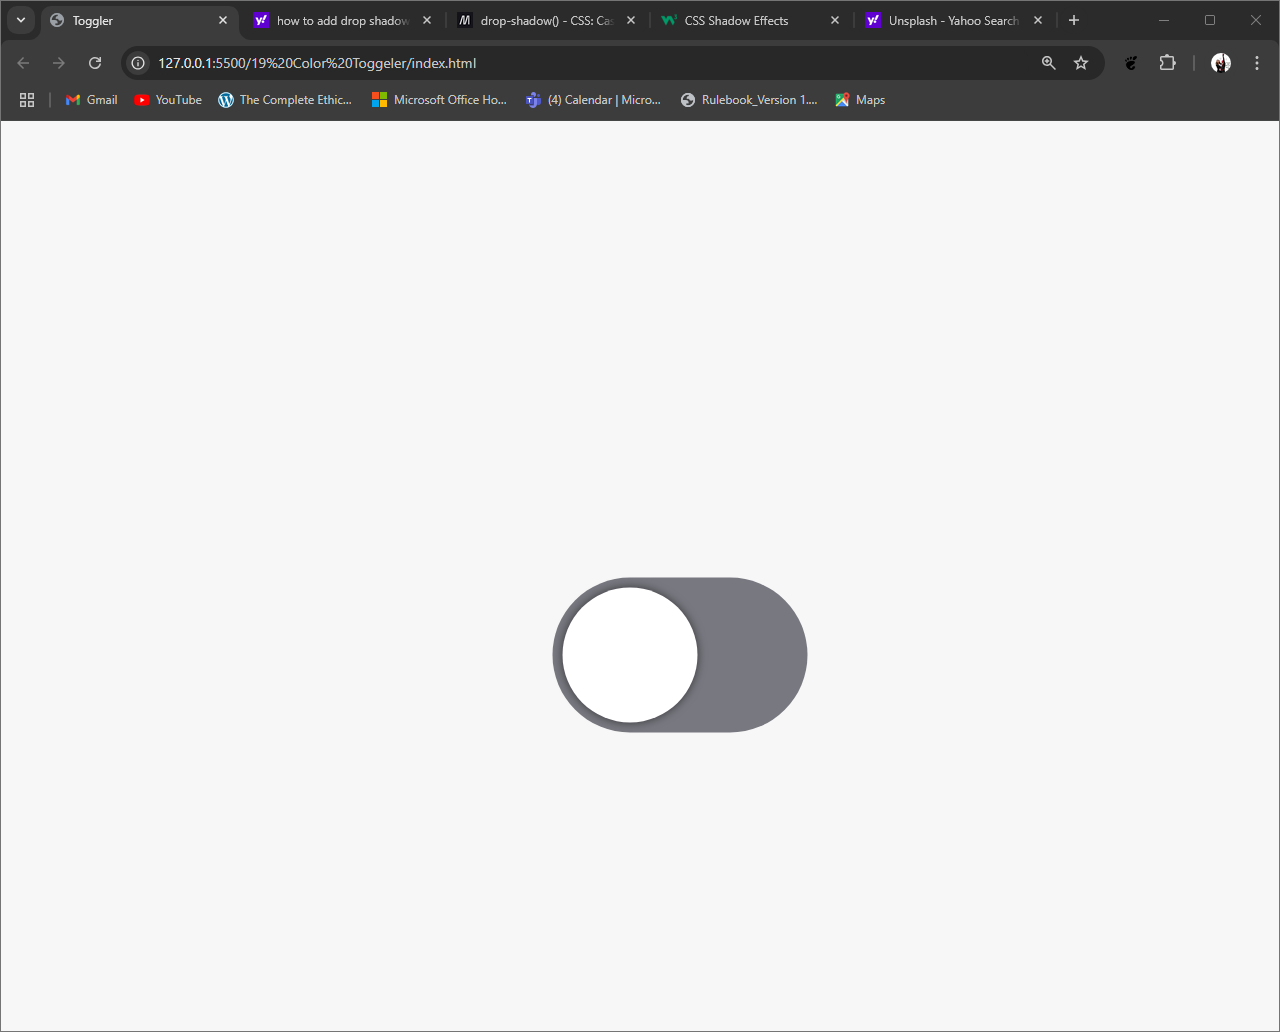 Toggler
how to add drop shadow
drop-shadow() - CSS: Cas
CSS Shadow Effects
Unsplash - Yahoo Search
127.0.0.1:5500/19%20Color%20Toggeler/index.html
Gmail
YouTube
The Complete Ethic...
Microsoft Office Ho...
(4) Calendar | Micro...
Rulebook_Version 1....
Maps